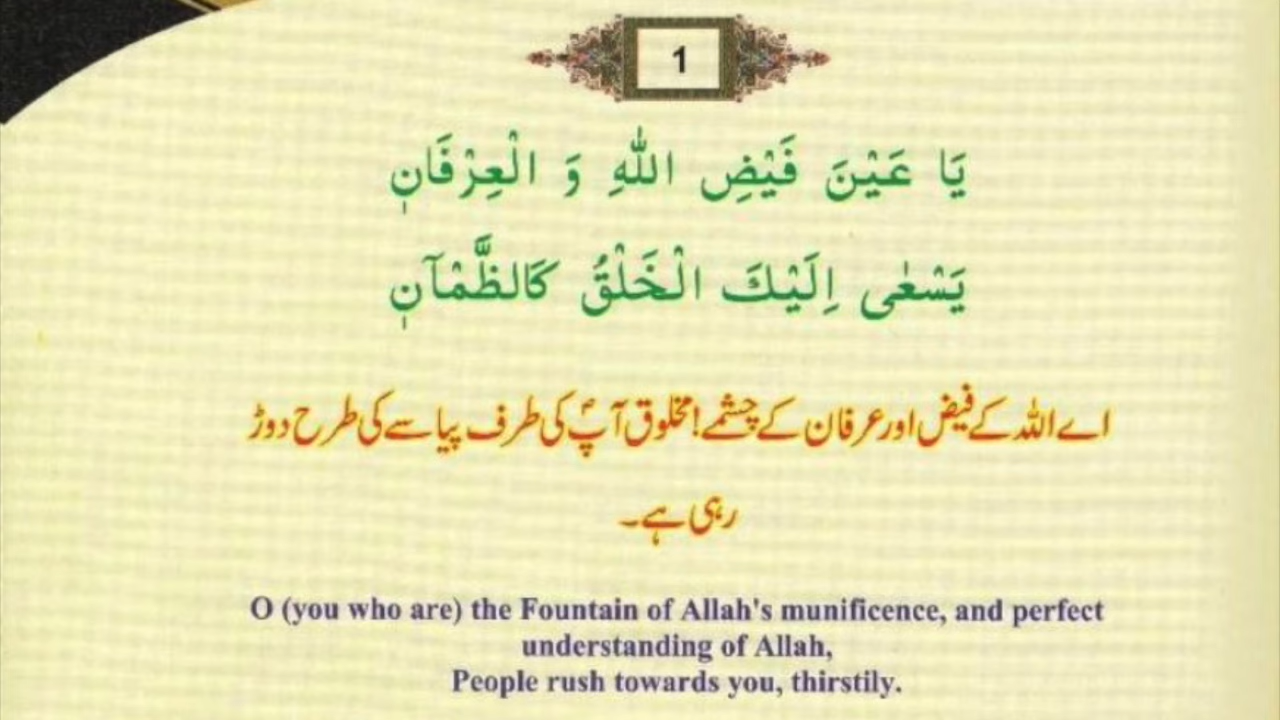 1
يَا عَيْنَ فَيْضِ اللّٰهِ وَ الْعِرْفَانٖ
يَسْعٰى اِلَيْكَ الْخَلْقُ كَالظَّمْآنٖ
اے اللہ کے فیض اور عرفان کے چشمے! مخلوق آپؐ کی طرف پیاسے کی طرح دوڑ
رہی ہے۔
O (you who are) the Fountain of Allah's munificence, and perfect
understanding of Allah,
People rush towards you, thirstily.